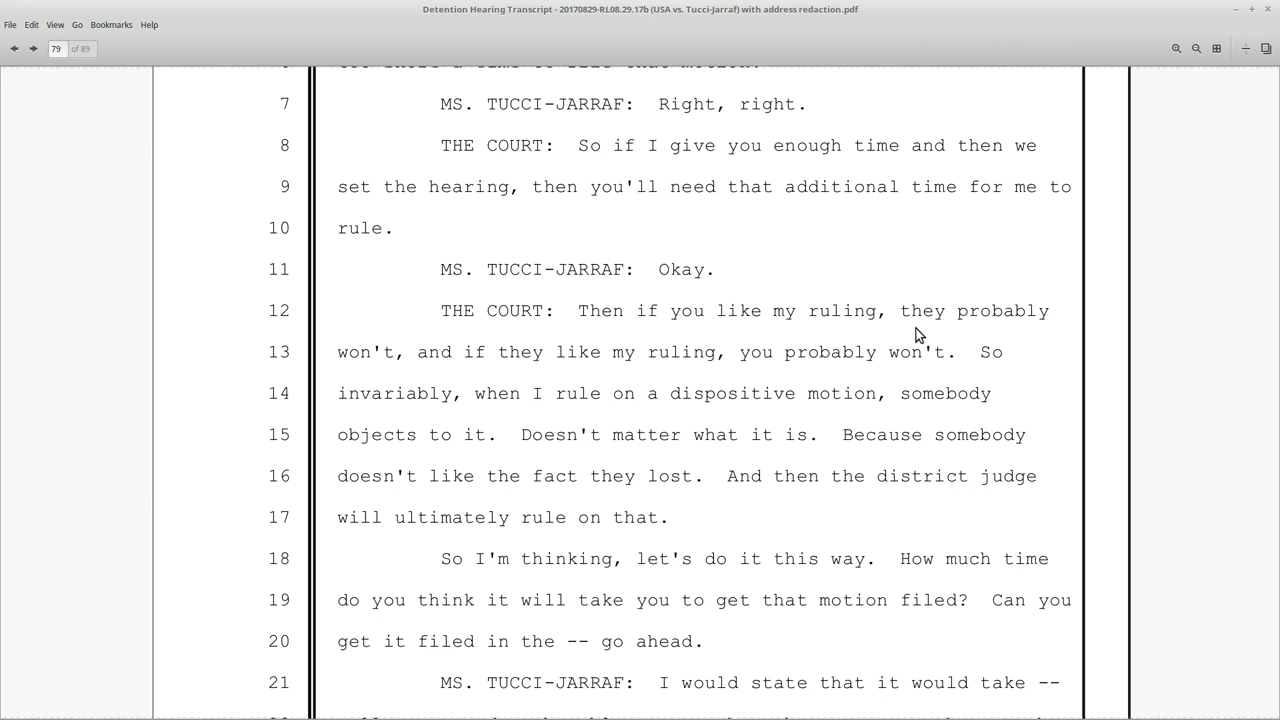 Detention Hearing Transcript - 20170829-RL08.29.17b (USA vs. Tucci-Jarraf) with address redaction.pdf
File Edit View Go Bookmarks Help
79 of 89
7 MS. TUCCI-JARRAF: Right, right.
8 THE COURT: So if I give you enough time and then we
9 set the hearing, then you'll need that additional time for me to
10 rule.
11 MS. TUCCI-JARRAF: Okay.
12 THE COURT: Then if you like my ruling, they probably
13 won't, and if they like my ruling, you probably won't. So
14 invariably, when I rule on a dispositive motion, somebody
15 objects to it. Doesn't matter what it is. Because somebody
16 doesn't like the fact they lost. And then the district judge
17 will ultimately rule on that.
18 So I'm thinking, let's do it this way. How much time
19 do you think it will take you to get that motion filed? Can you
20 get it filed in the -- go ahead.
21 MS. TUCCI-JARRAF: I would state that it would take --